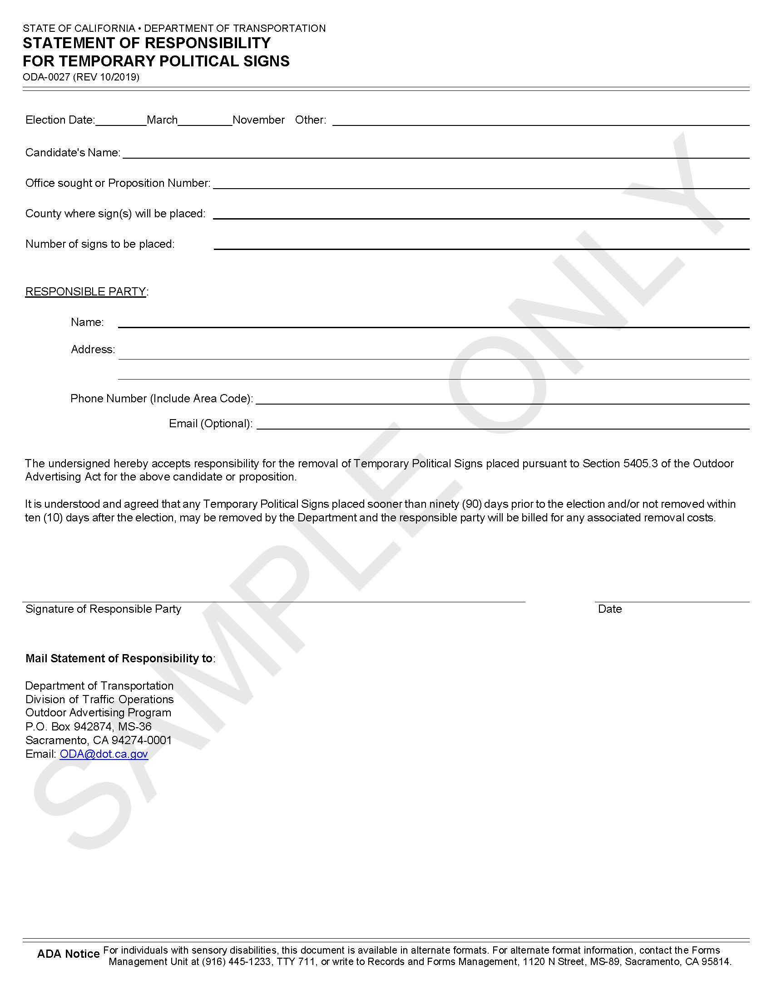 STATE OF CALIFORNIA • DEPARTMENT OF TRANSPORTATION
STATEMENT OF RESPONSIBILITY
FOR TEMPORARY POLITICAL SIGNS
ODA-0027 (REV 10/2019)
Election Date:________March_________November Other: ____________________
Candidate's Name: ____________________
Office sought or Proposition Number: ____________________
County where sign(s) will be placed: ____________________
Number of signs to be placed: ____________________
RESPONSIBLE PARTY:
Name: ____________________
Address: ____________________
Phone Number (Include Area Code): ____________________
Email (Optional): ____________________
The undersigned hereby accepts responsibility for the removal of Temporary Political Signs placed pursuant to Section 5405.3 of the Outdoor
Advertising Act for the above candidate or proposition.
It is understood and agreed that any Temporary Political Signs placed sooner than ninety (90) days prior to the election and/or not removed within
ten (10) days after the election, may be removed by the Department and the responsible party will be billed for any associated removal costs.
Signature of Responsible Party Date
Mail Statement of Responsibility to:
Department of Transportation
Division of Traffic Operations
Outdoor Advertising Program
P.O. Box 942874, MS-36
Sacramento, CA 94274-0001
Email: ODA@dot.ca.gov
SAMPLE ONLY
ADA Notice For individuals with sensory disabilities, this document is available in alternate formats. For alternate format information, contact the Forms
Management Unit at (916) 445-1233, TTY 711, or write to Records and Forms Management, 1120 N Street, MS-89, Sacramento, CA 95814.